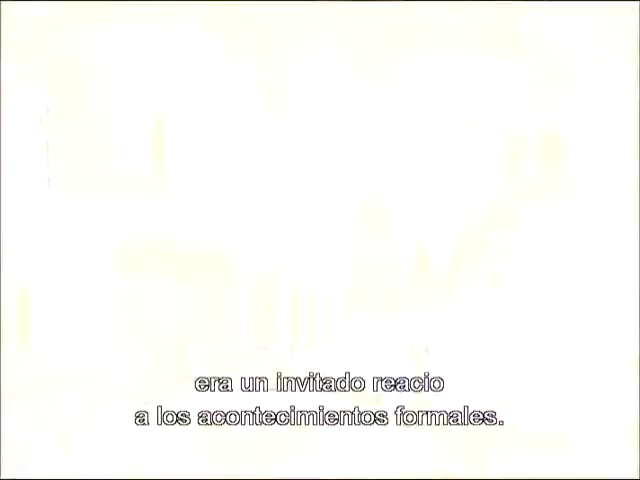 era un invitado reacio
a los acontecimientos formales.